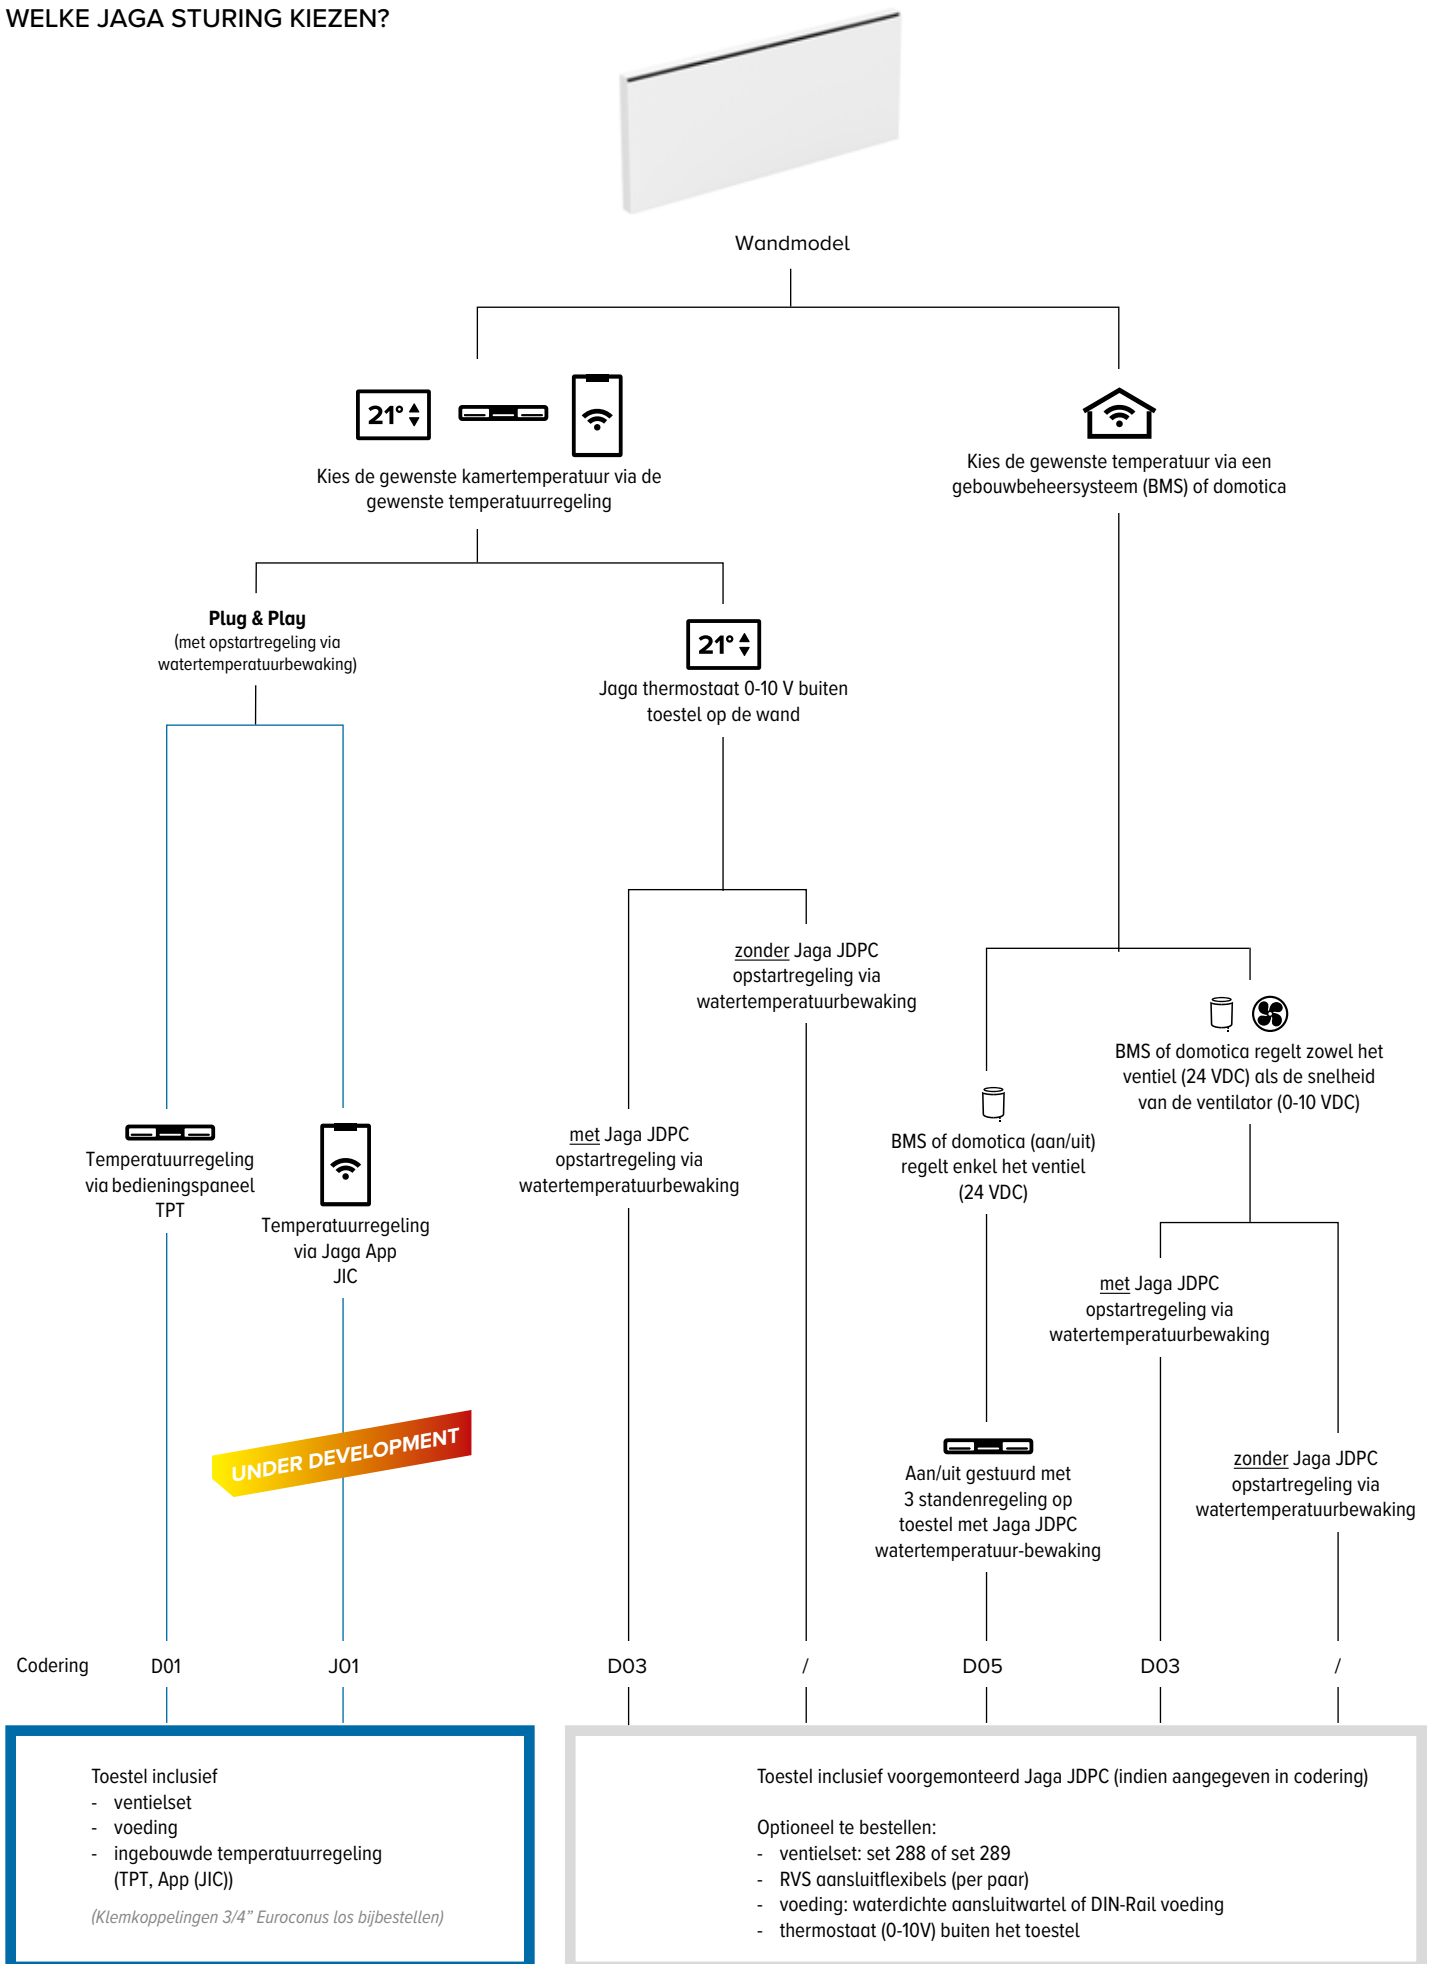 WELKE JAGA STURING KIEZEN?
Wandmodel
21°
Kies de gewenste kamertemperatuur via de
gewenste temperatuurregeling
Kies de gewenste temperatuur via een
gebouwbeheersysteem (BMS) of domotica
Plug & Play
(met opstartregeling via
watertemperatuurbewaking)
21°
Jaga thermostaat 0-10 V buiten
toestel op de wand
zonder Jaga JDPC
opstartregeling via
watertemperatuurbewaking
BMS of domotica regelt zowel het
ventiel (24 VDC) als de snelheid
van de ventilator (0-10 VDC)
Temperatuurregeling
via bedieningspaneel
TPT
Temperatuurregeling
via Jaga App
JIC
met Jaga JDPC
opstartregeling via
watertemperatuurbewaking
BMS of domotica (aan/uit)
regelt enkel het ventiel
(24 VDC)
met Jaga JDPC
opstartregeling via
watertemperatuurbewaking
UNDER DEVELOPMENT
Aan/uit gestuurd met
3 standenregeling op
toestel met Jaga JDPC
watertemperatuur-bewaking
zonder Jaga JDPC
opstartregeling via
watertemperatuurbewaking
Codering D01 J01 D03 / D05 D03 /
Toestel inclusief
- ventielset
- voeding
- ingebouwde temperatuurregeling
(TPT, App (JIC))
(Klemkoppelingen 3/4” Euroconus los bijbestellen)
Toestel inclusief voorgemonteerd Jaga JDPC (indien aangegeven in codering)
Optioneel te bestellen:
- ventielset: set 288 of set 289
- RVS aansluitflexibels (per paar)
- voeding: waterdichte aansluitwartel of DIN-Rail voeding
- thermostaat (0-10V) buiten het toestel